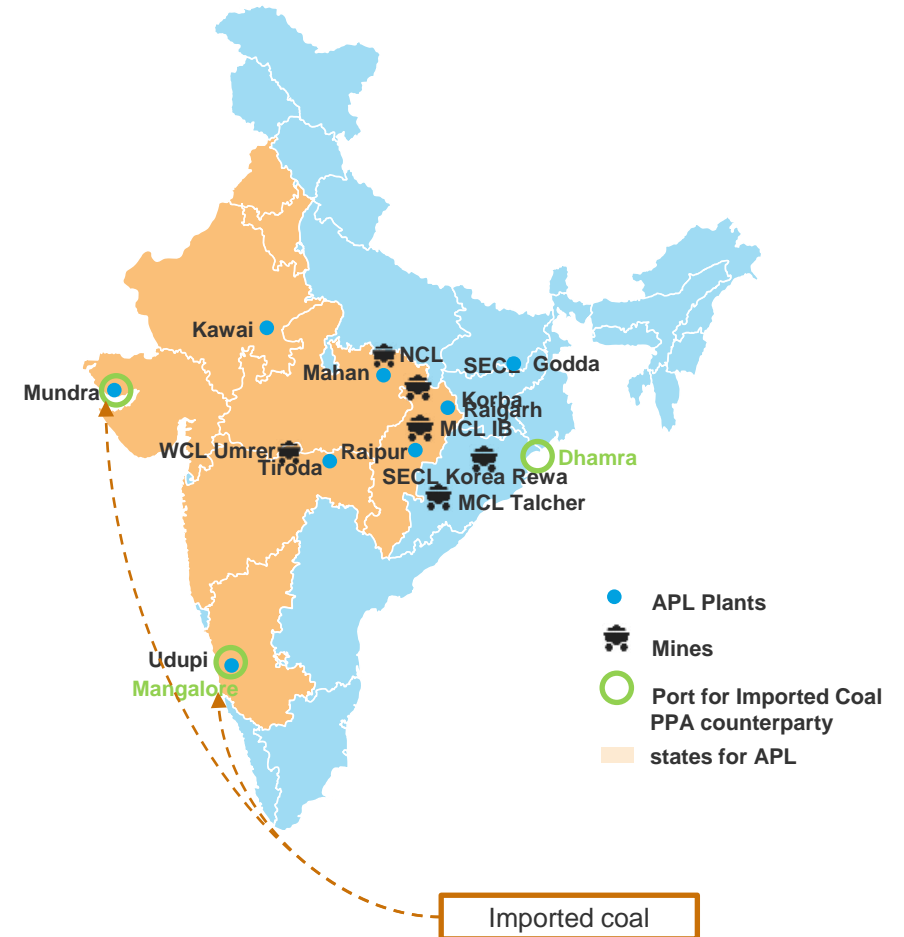 Kawai
NCL
Mahan
SECL
Godda
Mundra
Korba
Raigarh
MCL IB
WCL Umrer
Tiroda
Raipur
Dhamra
SECL Korea Rewa
MCL Talcher
Udupi
Mangalore
APL Plants
Mines
Port for Imported Coal
PPA counterparty
states for APL
Imported coal